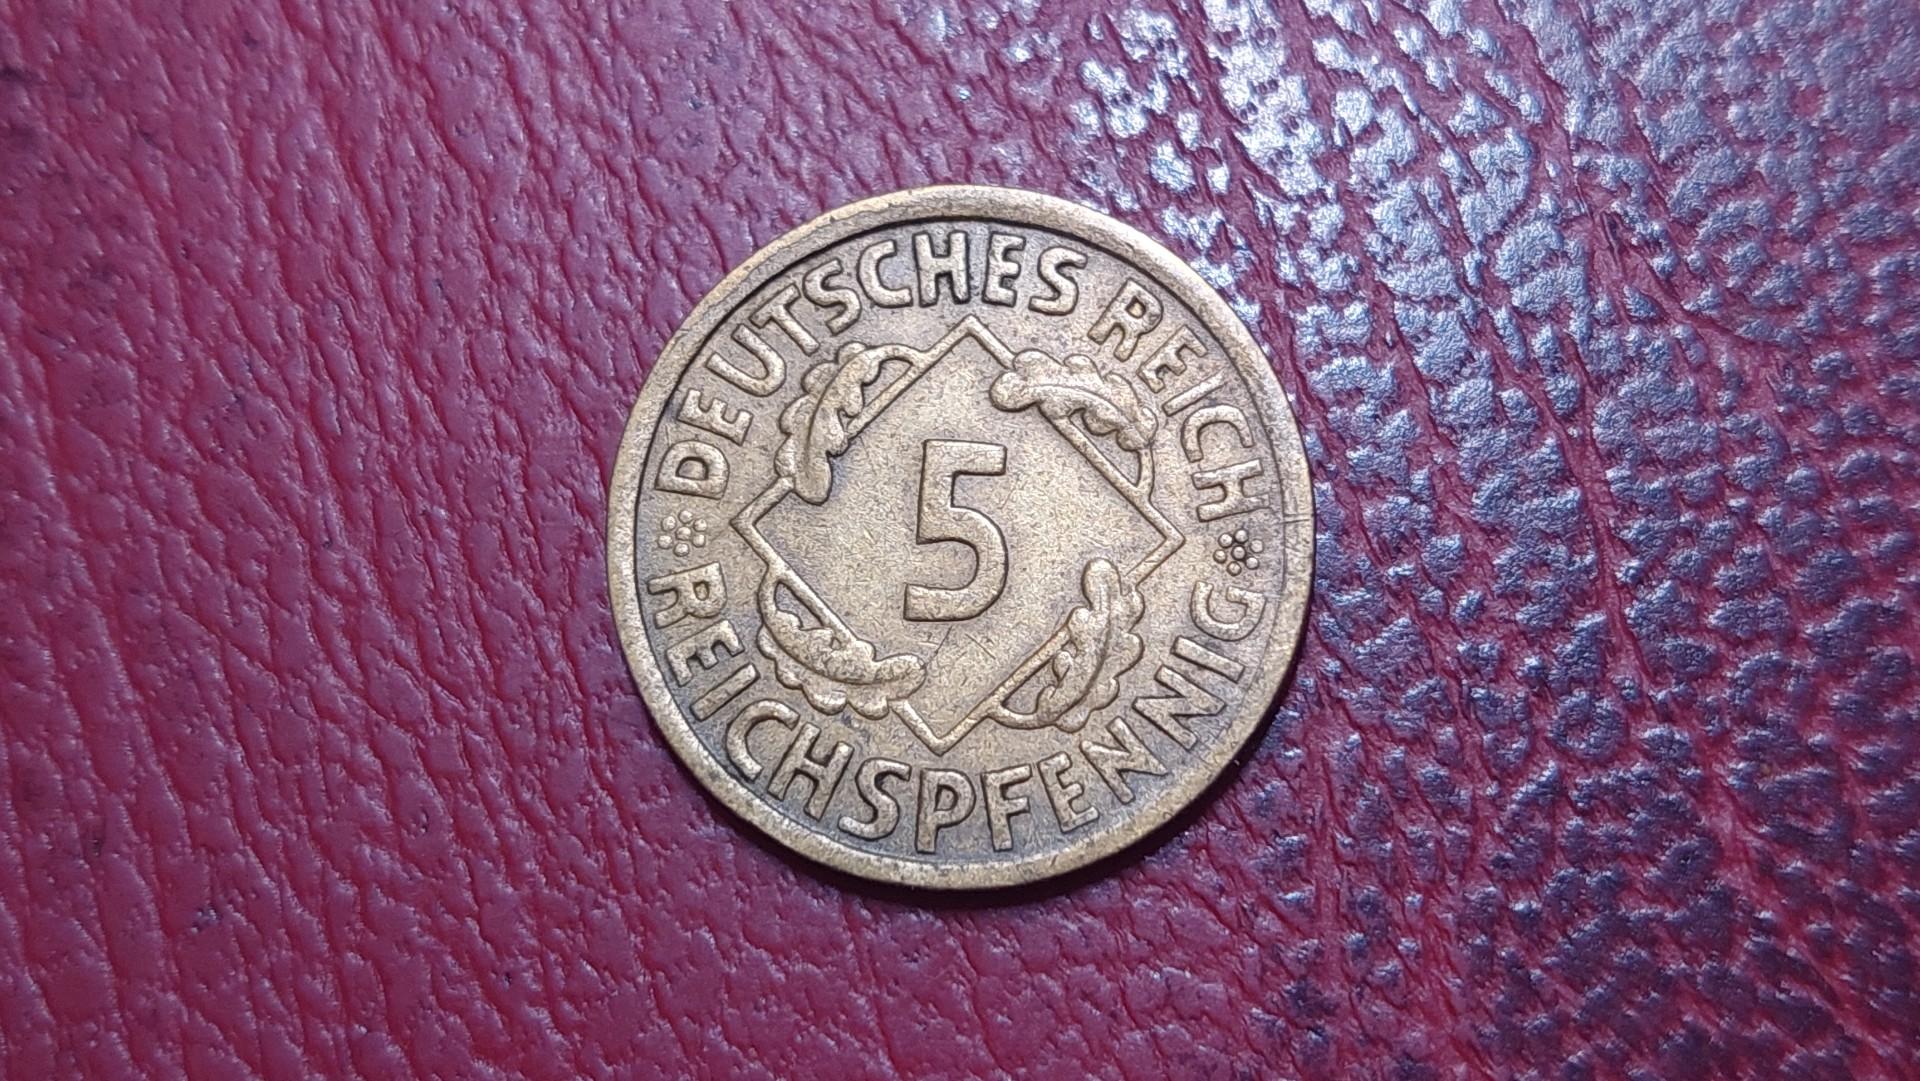 DEUTSCHES REICH
5
REICHSPFENNIG